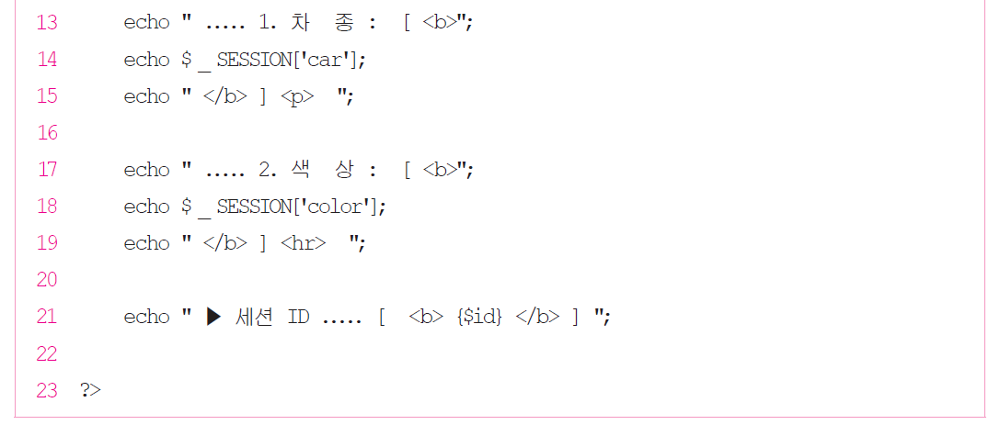 13 echo " ..... 1. 차  종 :  [ <b>";
14 echo $_SESSION['car'];
15 echo " </b> ] <p>  ";
16
17 echo " ..... 2. 색  상 :  [ <b>";
18 echo $_SESSION['color'];
19 echo " </b> ] <hr>  ";
20
21 echo " ▶ 세션 ID ..... [  <b> {$id} </b> ] ";
22
23 ?>